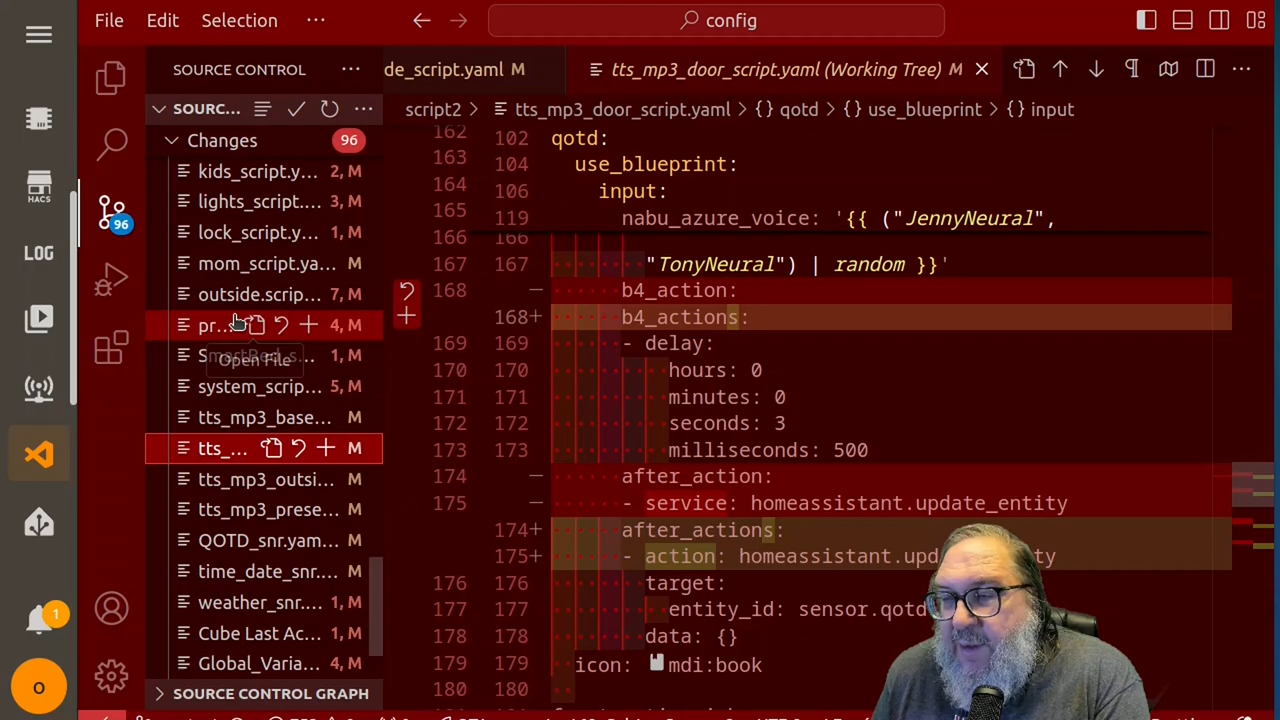 File Edit Selection ···
config
SOURCE CONTROL ···
de_script.yaml M
tts_mp3_door_script.yaml (Working Tree) M
SOURC...
Changes 96
script2 > tts_mp3_door_script.yaml > {} qotd > {} use_blueprint > {} input
HACS
LOG
96
1
o
kids_script.y... 2, M
lights_script.... 3, M
lock_script.y... 1, M
mom_script.ya... M
outside.scrip... 7, M
pr... 4, M
1, M
Open File
system_scrip... 5, M
tts_mp3_base... M
tts_... M
tts_mp3_outsi... M
tts_mp3_prese... M
QOTD_snr.yam... M
time_date_snr.... M
weather_snr.... 1, M
Cube Last Ac... 1, M
Global_Varia... 4, M
SOURCE CONTROL GRAPH
162 102 qotd:
163 104 use_blueprint:
164 106 input:
165 119 nabu_azure_voice: '{{ ("JennyNeural",
166 166
167 167 "TonyNeural") | random }}'
168 — b4_action:
168+ b4_actions:
169 169 - delay:
170 170 hours: 0
171 171 minutes: 0
172 172 seconds: 3
173 173 milliseconds: 500
174 — after_action:
175 — - service: homeassistant.update_entity
174+ after_actions:
175+ - action: homeassistant.upd entity
176 176 target:
177 177 entity_id: sensor.qotd
178 178 data: {}
179 179 icon: mdi:book
180 180